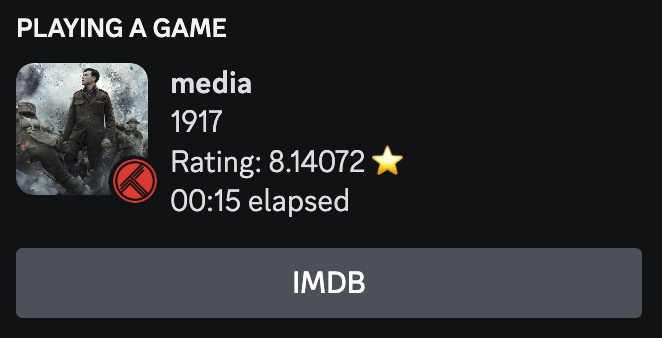 PLAYING A GAME
media
1917
Rating: 8.14072 ⭐
00:15 elapsed
IMDB